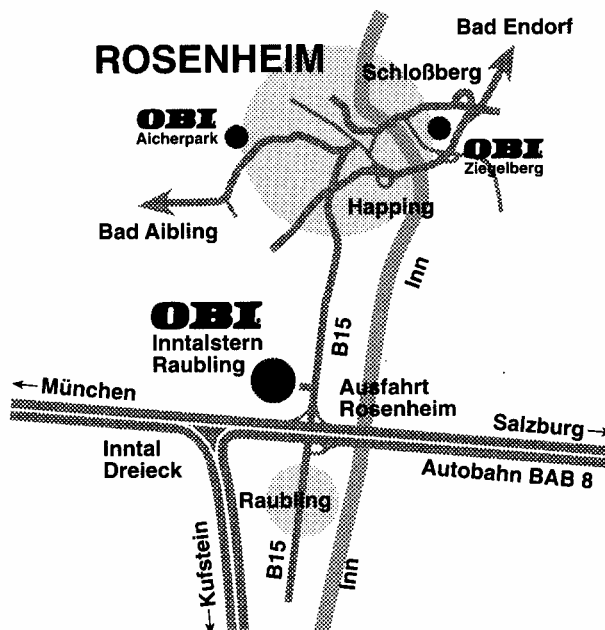 Bad Endorf
ROSENHEIM
Schloßberg
OBI
Aicherpark
OBI
Ziegelberg
Happing
Bad Aibling
Inn
OBI
Inntalstern
Raubling
B15
←München
Ausfahrt
Rosenheim
Salzburg→
Inntal
Dreieck
Autobahn BAB 8
Raubling
B15
Inn
←Kufstein